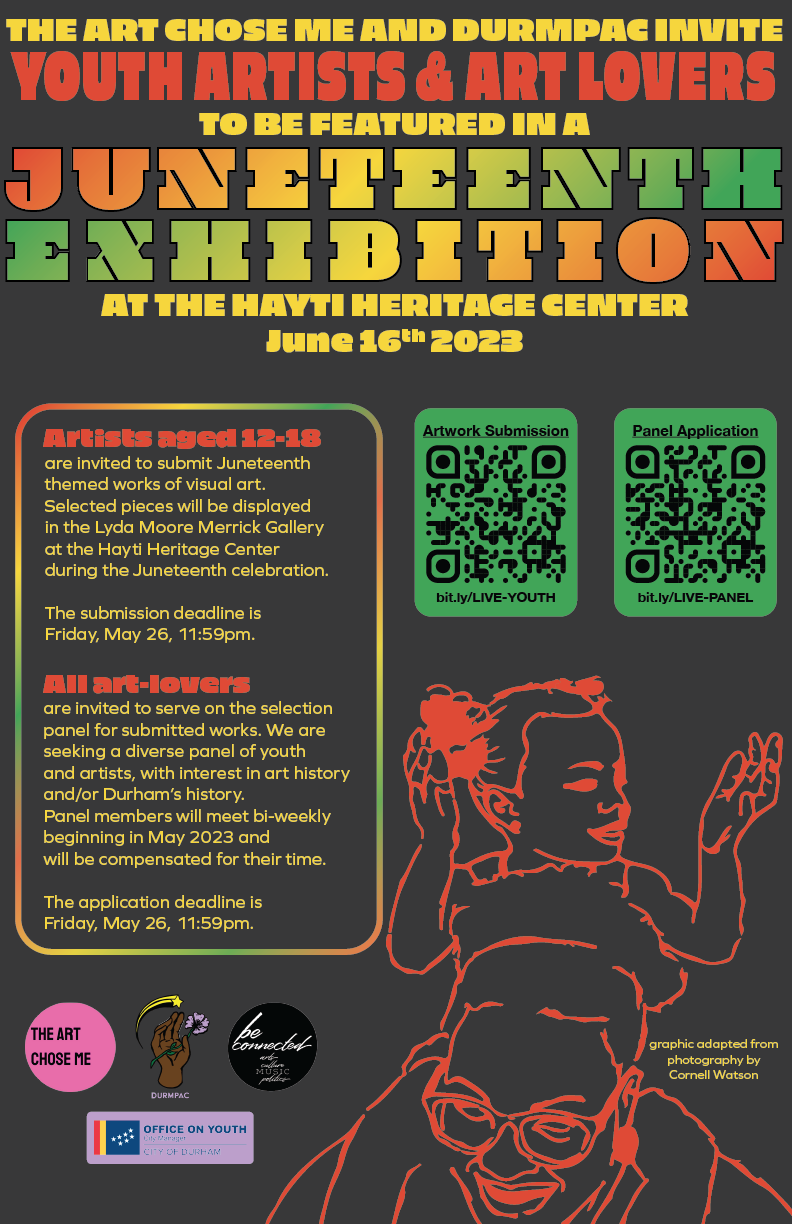 THE ART CHOSE ME AND DURMPAC INVITE
YOUTH ARTISTS & ART LOVERS
TO BE FEATURED IN A
JUNETEENTH
EXHIBITION
AT THE HAYTI HERITAGE CENTER
June 16th 2023
Artists aged 12-18
are invited to submit Juneteenth
themed works of visual art.
Selected pieces will be displayed
in the Lyda Moore Merrick Gallery
at the Hayti Heritage Center
during the Juneteenth celebration.
The submission deadline is
Friday, May 26, 11:59pm.
All art-lovers
are invited to serve on the selection
panel for submitted works. We are
seeking a diverse panel of youth
and artists, with interest in art history
and/or Durham's history.
Panel members will meet bi-weekly
beginning in May 2023 and
will be compensated for their time.
The application deadline is
Friday, May 26, 11:59pm.
Artwork Submission
bit.ly/LIVE-YOUTH
Panel Application
bit.ly/LIVE-PANEL
graphic adapted from
photography by
Cornell Watson
THE ART
CHOSE ME
DURMPAC
be
connected
arts
culture
MUSIC
politics
OFFICE ON YOUTH
City Manager
CITY OF DURHAM